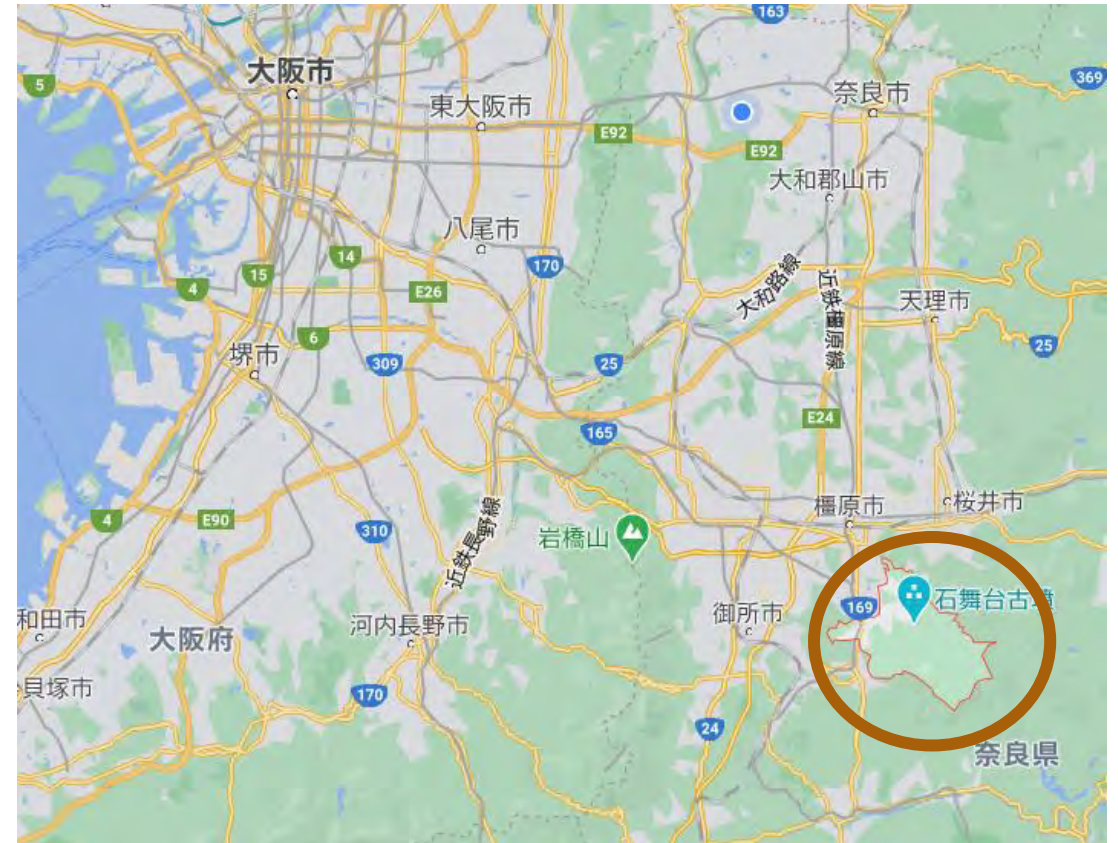 163
大阪市
5
369
東大阪市
奈良市
E92
E92
大和郡山市
八尾市
14
170
15
4
E26
大和路線
近鉄橿原線
天理市
6
堺市
309
25
25
E24
165
橿原市
桜井市
4
E90
310
岩橋山
近鉄長野線
169
石舞台古墳
和田市
御所市
大阪府
河内長野市
貝塚市
170
24
奈良県